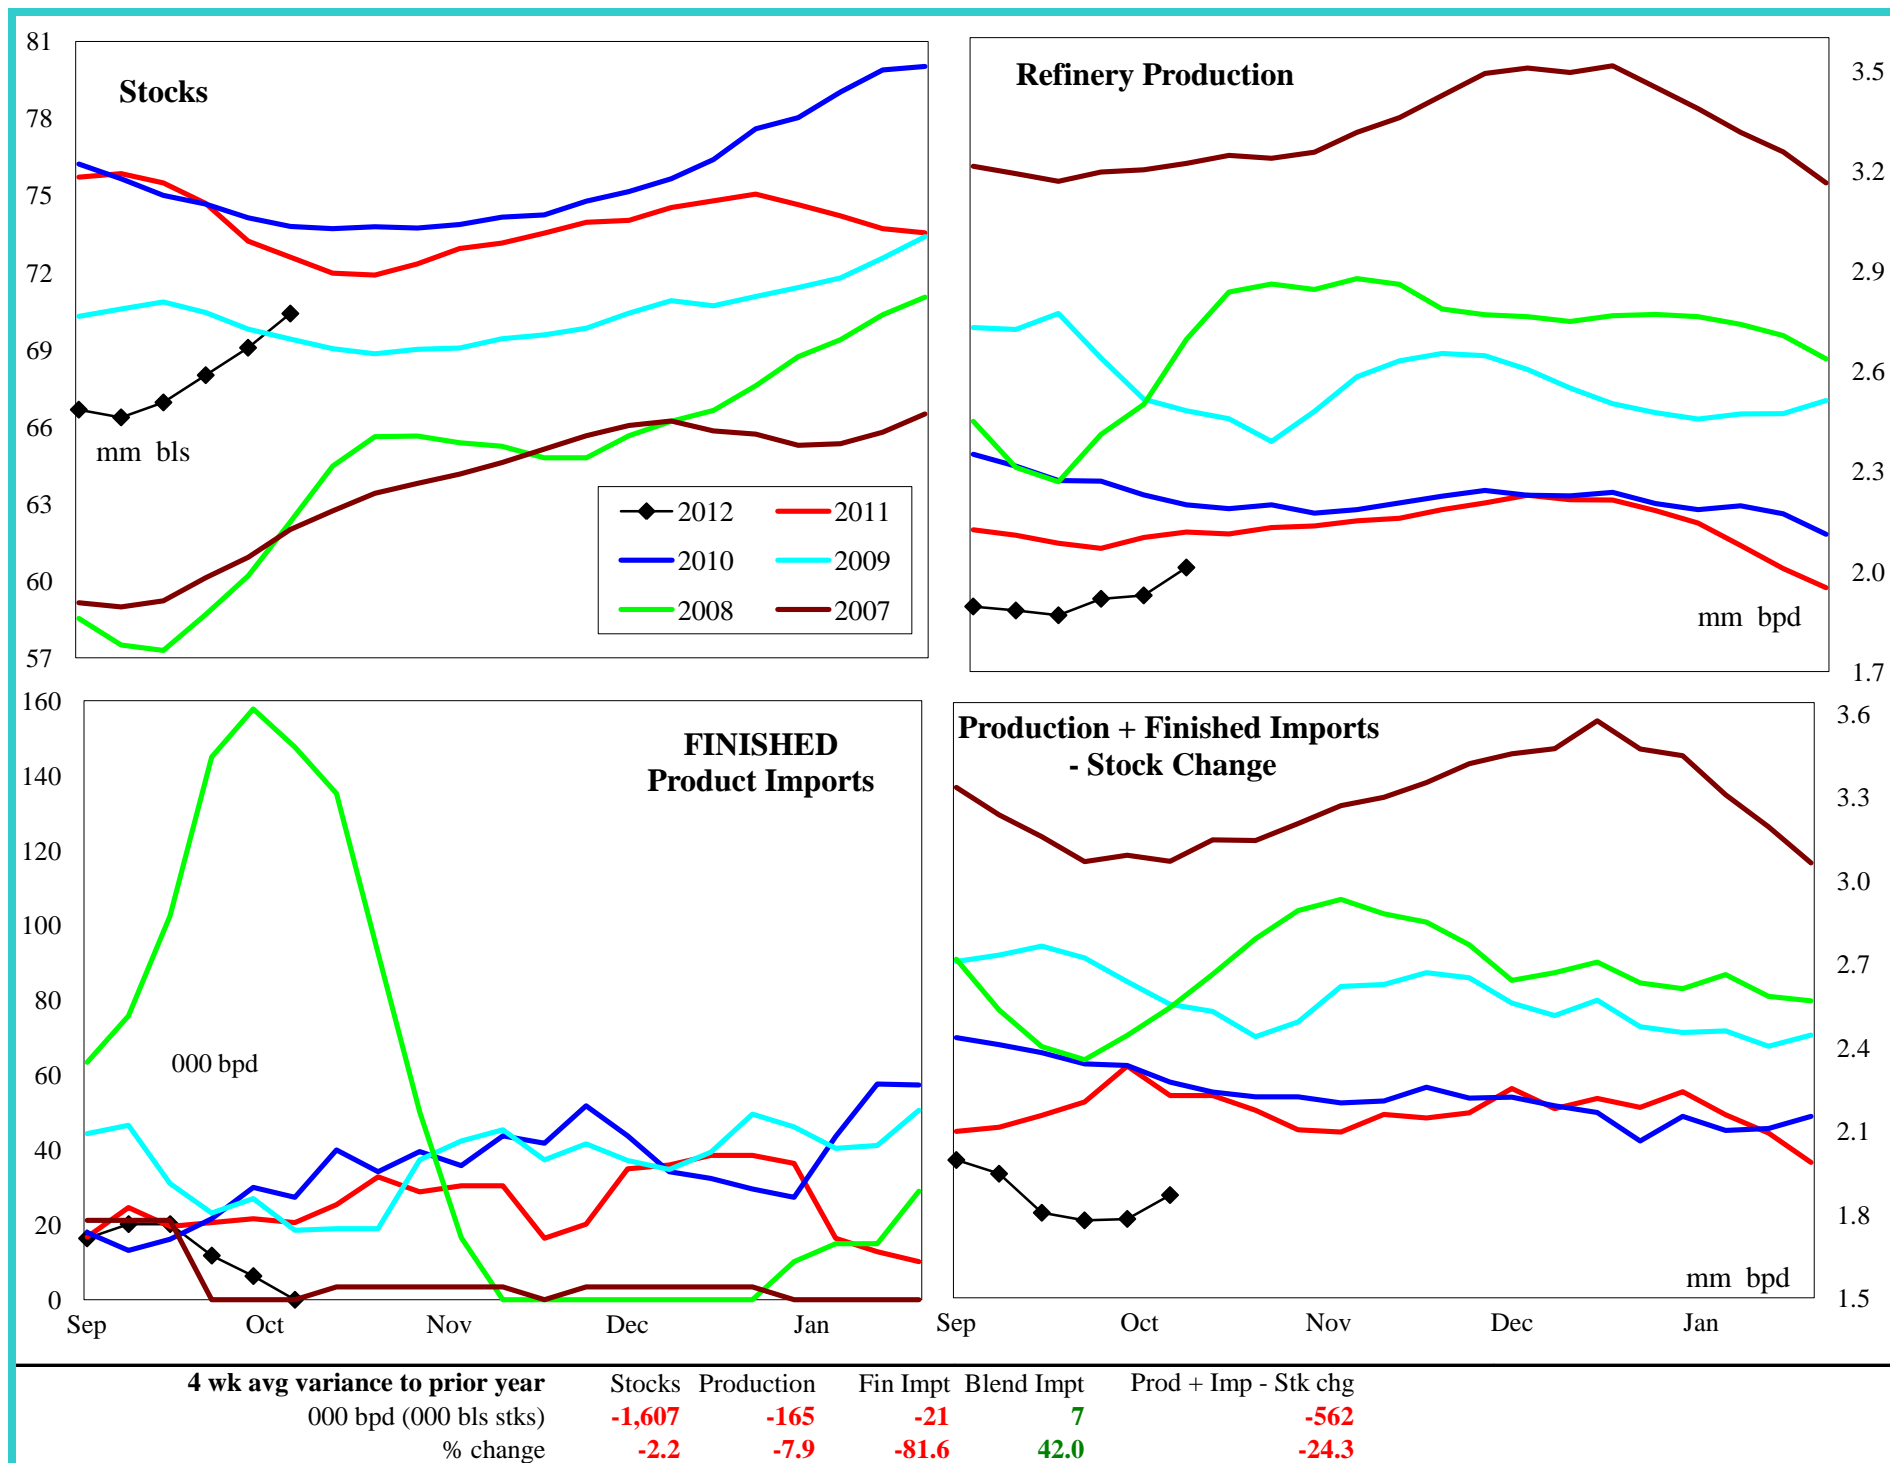 Stocks
81
78
75
72
69
66
63
60
57
mm bls
2012 2011
2010 2009
2008 2007
Refinery Production
3.5
3.2
2.9
2.6
2.3
2.0
1.7
mm bpd
FINISHED
Product Imports
160
140
120
100
80
60
40
20
0
000 bpd
Sep Oct Nov Dec Jan
Production + Finished Imports
- Stock Change
3.6
3.3
3.0
2.7
2.4
2.1
1.8
1.5
mm bpd
Sep Oct Nov Dec Jan
4 wk avg variance to prior year Stocks Production Fin Impt Blend Impt Prod + Imp - Stk chg
000 bpd (000 bls stks) -1,607 -165 -21 7 -562
% change -2.2 -7.9 -81.6 42.0 -24.3